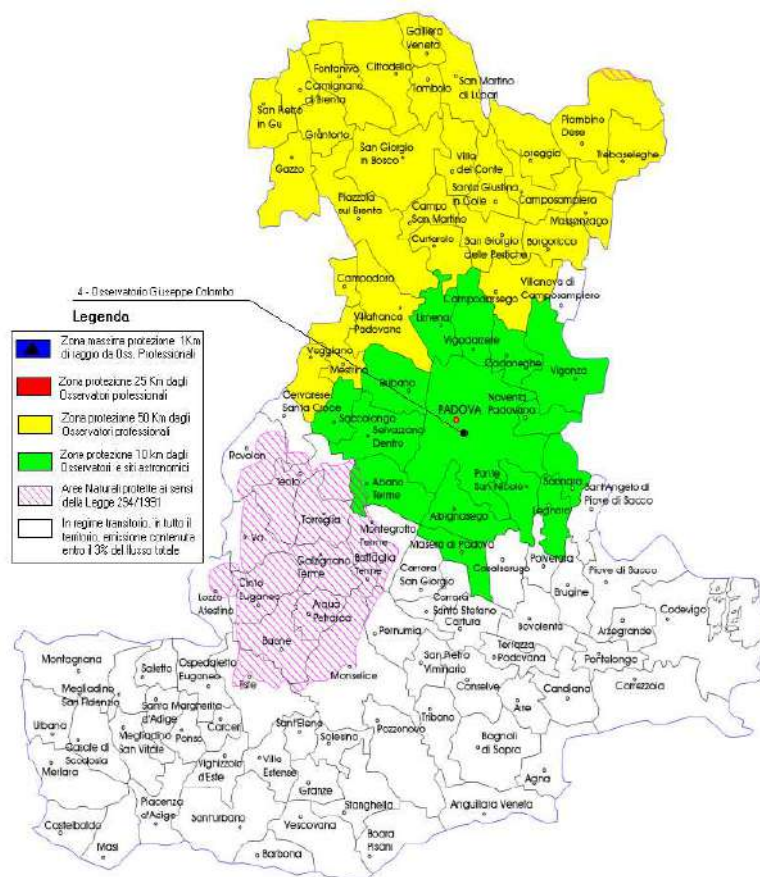 Galliera
Veneta
Cittadella
Fontaniva
Carmignano
di Brenta
Tombolo
San Martino
di Lupari
San Pietro
in Gu
Grantorto
Piombino
Dese
San Giorgio
in Bosco
Villa
del Conte
Loreggia
Trebaseleghe
Gazzo
Santa Giustina
in Colle
Piazzola
sul Brenta
Campo
San Martino
Camposampiero
Massanzago
Curtarolo
San Giorgio
delle Pertiche
Borgoricco
Campodoro
Villanova di
Camposampiero
4 - Osservatorio Giuseppe Colombo
Campodarsego
Villafranca
Padovana
Limena
Vigodarzere
Legenda
Zona massima protezione 1Km
di raggio da Oss. Professionali
Zona protezione 25 Km dagli
Osservatori professionali
Zona protezione 50 Km dagli
Osservatori professionali
Zona protezione 10 km dagli
Osservatori e siti astronomici
Aree Naturali protette ai sensi
della Legge 294/1991
In regime transitorio, in tutto il
territorio, emissione contenuta
entro il 3% del flusso totale
Veggiano
Mestrino
Cadoneghe
Vigonza
Rubano
Cervarese
Santa Croce
PADOVA
Noventa
Padovana
Saccolongo
Selvazzano
Dentro
Rovolon
Teolo
Abano
Terme
Ponte
San Nicolo
Saonara
Sant'Angelo di
Piove di Sacco
Legnaro
Torreglia
Albignasego
Montegrotto
Terme
Vo
Masera di Padova
Galzignano
Terme
Battaglia
Terme
Casalserugo
Polverara
Carrara
San Giorgio
Piove di Sacco
Cinto
Euganeo
Lozzo
Atestino
Brugine
Carrara
Santo Stefano
Arqua
Petrarca
Codevigo
Cartura
Bovolenta
Arzegrande
Pernumia
Baone
Terrazza
Padovana
Pontelongo
Montagnana
Saletto
Ospedaletto
Euganeo
San Pietro
Viminario
Monselice
Este
Conselve
Correzzola
Candiana
Megliadino
San Fidenzio
Santa Margherita
d'Adige
Arre
Tribano
Urbana
Megliadino
San Vitale
Ponso
Carceri
Sant'Elena
Pozzonovo
Solesino
Bagnoli
di Sopra
Casale di
Scodosia
Vighizzolo
d'Este
Villa
Estense
Merlara
Agna
Granze
Piacenza
d'Adige
Stanghella
Anguillara Veneta
Castelbaldo
Sant'urbano
Vescovana
Boara
Pisani
Masi
Barbona